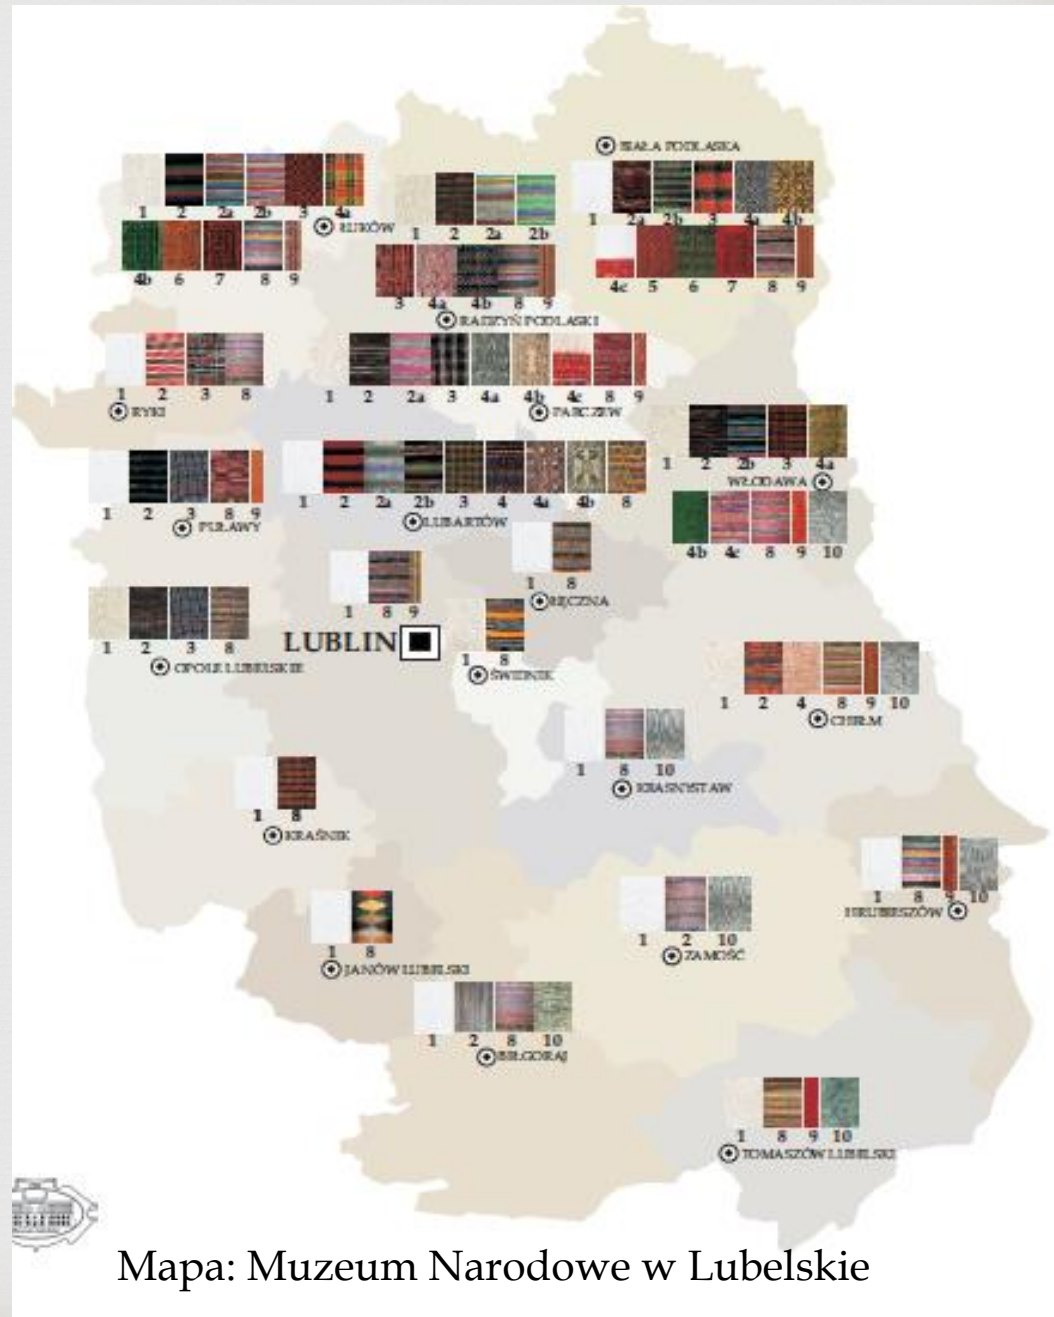 BIAŁA PODLASKA
1 2a 2b 3 4a 4b
4c 5 6 7 8 9
1 2 2a 2b 3 4a
ŁUKÓW
4b 6 7 8 9
1 2 2a 2b
3 4a 4b 8 9
RADZYŃ PODLASKI
1 2 3 8
RYKI
1 2 2a 3 4a 4b 4c 8 9
PARCZEW
1 2 2b 3 4a
WŁODAWA
4b 4c 8 9 10
1 2 3 8 9
PUŁAWY
1 2 2a 2b 3 4 4a 4b 8
LUBARTÓW
1 8
ŁĘCZNA
1 8 9
LUBLIN
1 8
ŚWIDNIK
1 2 3 8
OPOLE LUBELSKIE
1 2 4 8 9 10
CHEŁM
1 8 10
KRASNYSTAW
1 8
KRAŚNIK
1 8 9 10
HRUBIESZÓW
1 8
JANÓW LUBELSKI
1 2 10
ZAMOŚĆ
1 2 8 10
BIŁGORAJ
1 8 9 10
TOMASZÓW LUBELSKI
Mapa: Muzeum Narodowe w Lubelskie